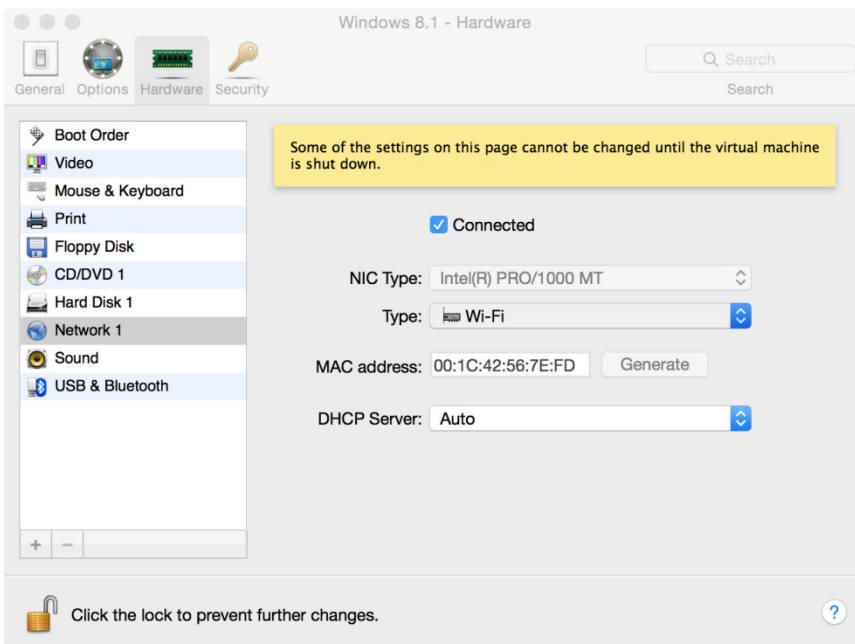 Windows 8.1 - Hardware
Search
General Options Hardware Security
Search
Boot Order
Video
Mouse & Keyboard
Print
Floppy Disk
CD/DVD 1
Hard Disk 1
Network 1
Sound
USB & Bluetooth
Some of the settings on this page cannot be changed until the virtual machine
is shut down.
Connected
NIC Type: Intel(R) PRO/1000 MT
Type: Wi-Fi
MAC address: 00:1C:42:56:7E:FD Generate
DHCP Server: Auto
+ −
Click the lock to prevent further changes.
?